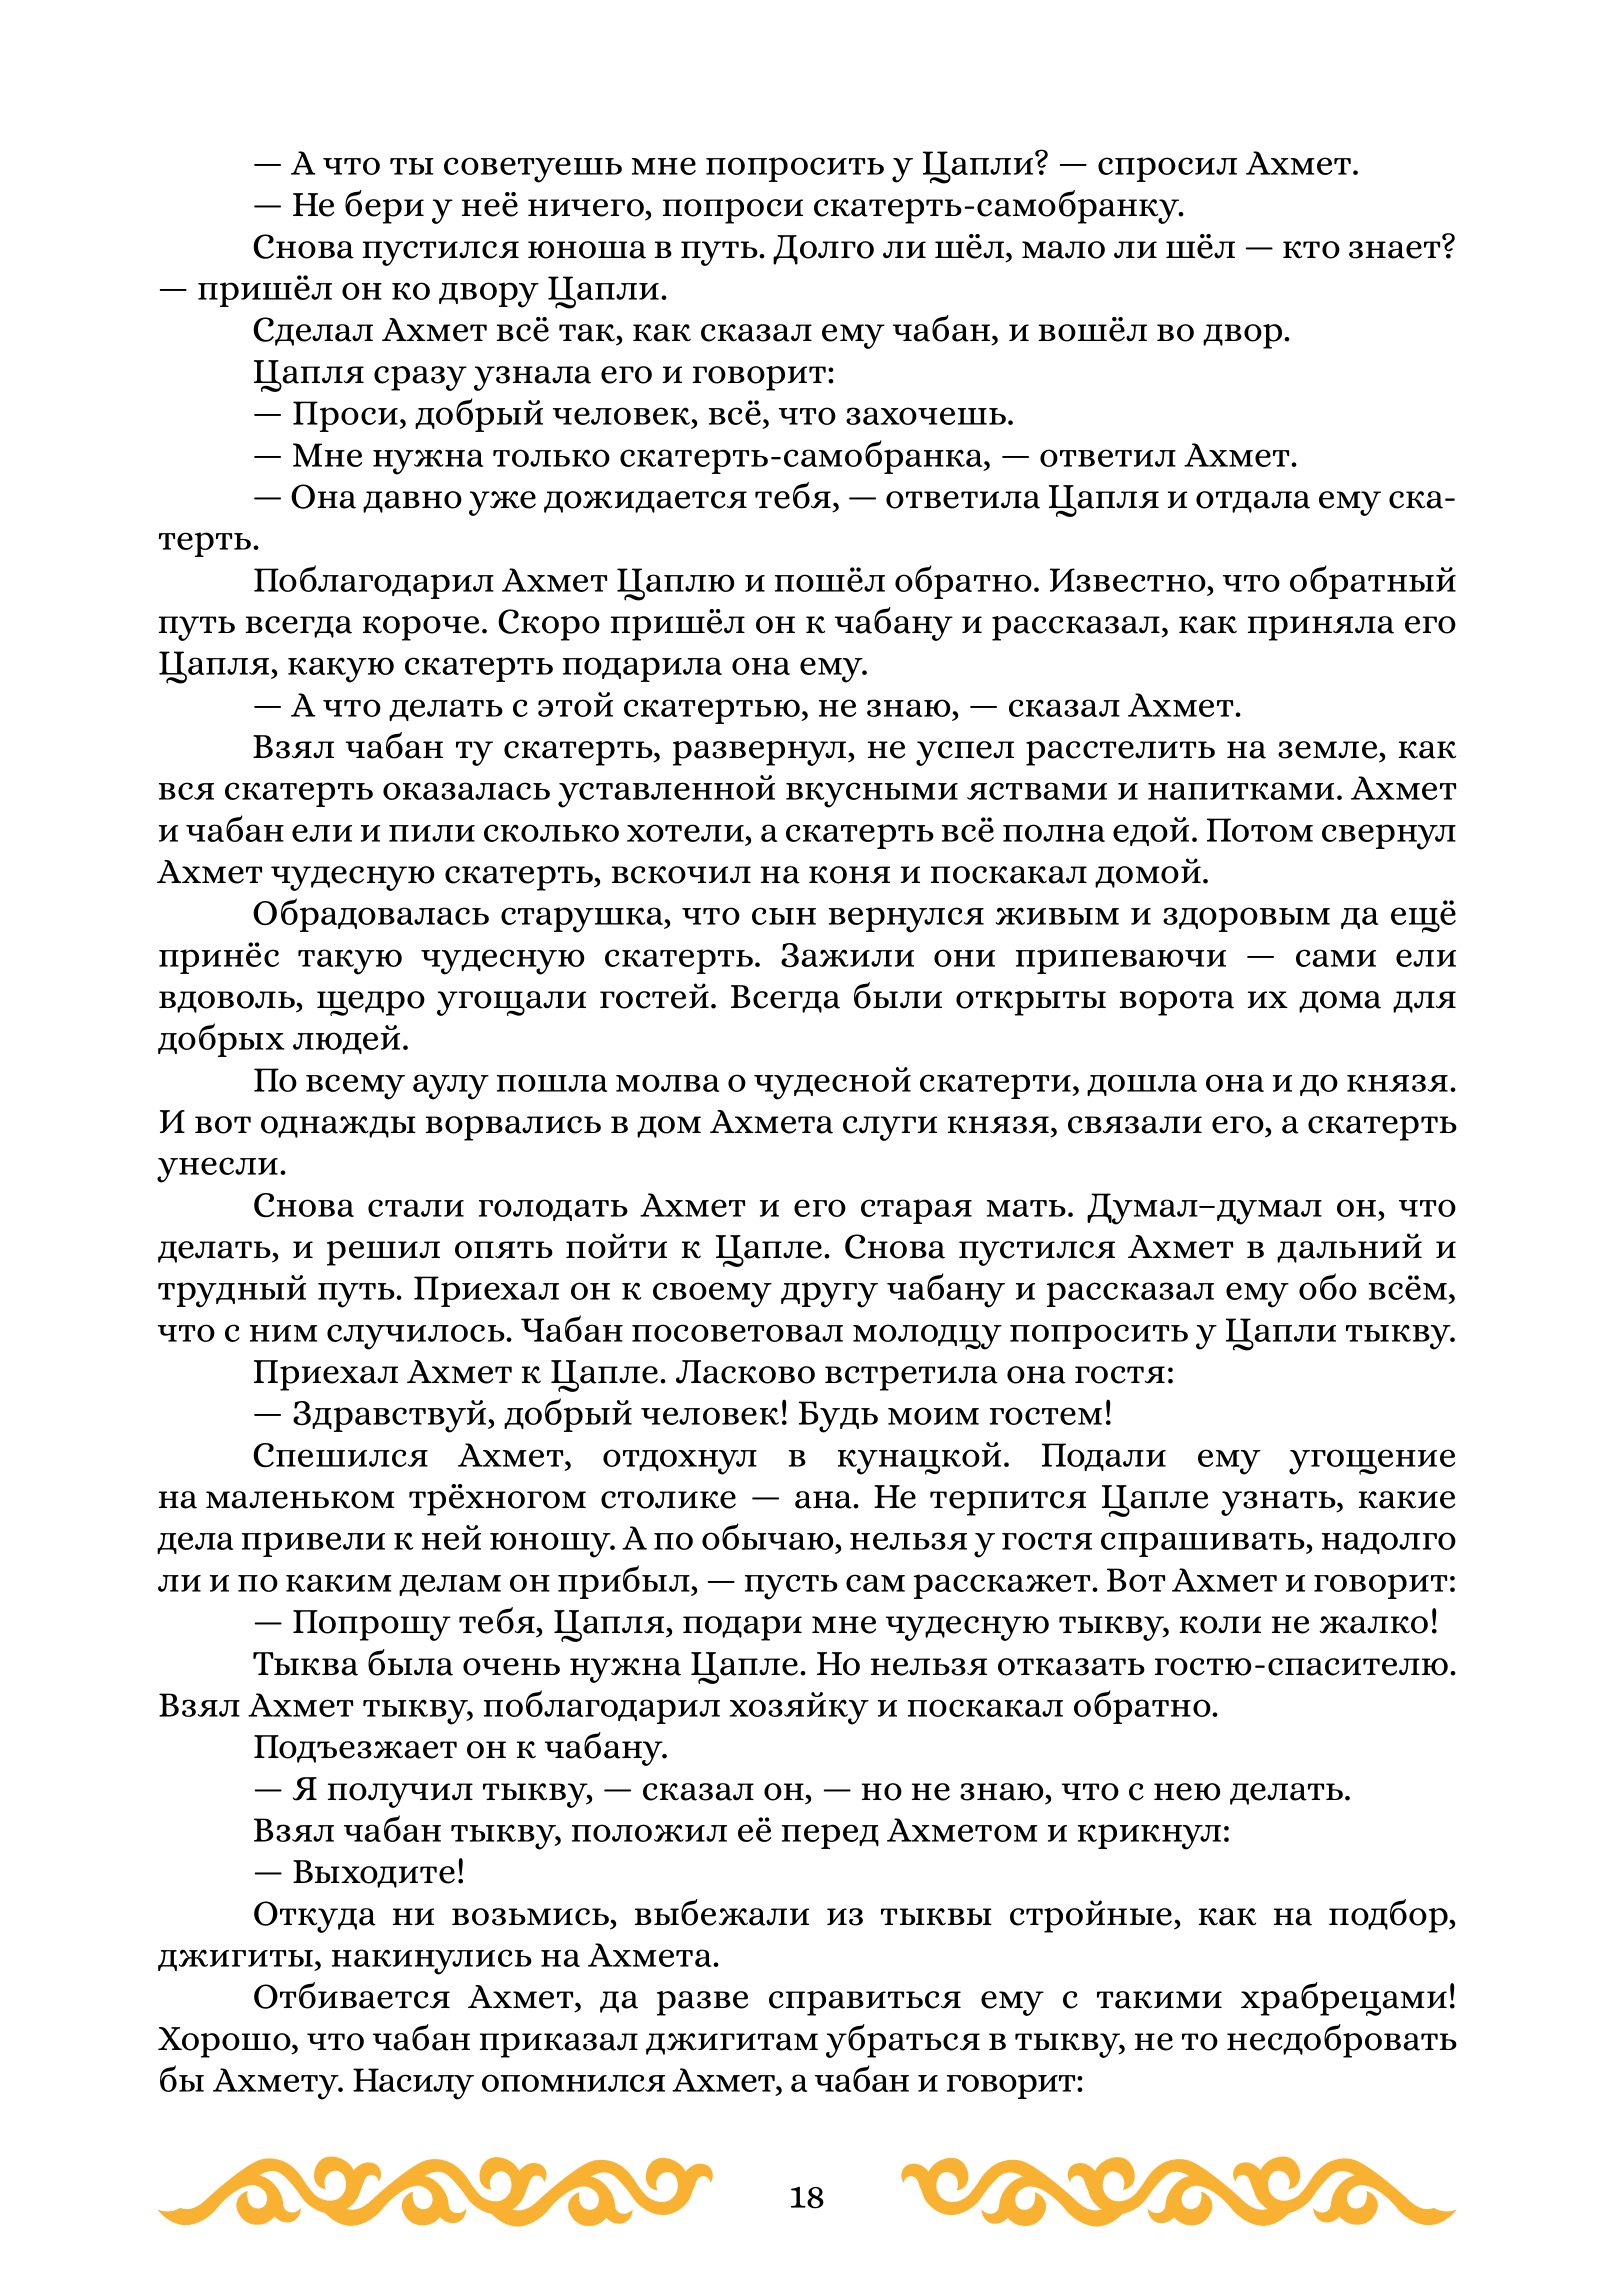 — А что ты советуешь мне попросить у Цапли? — спросил Ахмет.
— Не бери у неё ничего, попроси скатерть-самобранку.
Снова пустился юноша в путь. Долго ли шёл, мало ли шёл — кто знает?
— пришёл он ко двору Цапли.
Сделал Ахмет всё так, как сказал ему чабан, и вошёл во двор.
Цапля сразу узнала его и говорит:
— Проси, добрый человек, всё, что захочешь.
— Мне нужна только скатерть-самобранка, — ответил Ахмет.
— Она давно уже дожидается тебя, — ответила Цапля и отдала ему ска-
терть.
Поблагодарил Ахмет Цаплю и пошёл обратно. Известно, что обратный
путь всегда короче. Скоро пришёл он к чабану и рассказал, как приняла его
Цапля, какую скатерть подарила она ему.
— А что делать с этой скатертью, не знаю, — сказал Ахмет.
Взял чабан ту скатерть, развернул, не успел расстелить на земле, как
вся скатерть оказалась уставленной вкусными яствами и напитками. Ахмет
и чабан ели и пили сколько хотели, а скатерть всё полна едой. Потом свернул
Ахмет чудесную скатерть, вскочил на коня и поскакал домой.
Обрадовалась старушка, что сын вернулся живым и здоровым да ещё
принёс такую чудесную скатерть. Зажили они припеваючи — сами ели
вдоволь, щедро угощали гостей. Всегда были открыты ворота их дома для
добрых людей.
По всему аулу пошла молва о чудесной скатерти, дошла она и до князя.
И вот однажды ворвались в дом Ахмета слуги князя, связали его, а скатерть
унесли.
Снова стали голодать Ахмет и его старая мать. Думал–думал он, что
делать, и решил опять пойти к Цапле. Снова пустился Ахмет в дальний и
трудный путь. Приехал он к своему другу чабану и рассказал ему обо всём,
что с ним случилось. Чабан посоветовал молодцу попросить у Цапли тыкву.
Приехал Ахмет к Цапле. Ласково встретила она гостя:
— Здравствуй, добрый человек! Будь моим гостем!
Спешился Ахмет, отдохнул в кунацкой. Подали ему угощение
на маленьком трёхногом столике — ана. Не терпится Цапле узнать, какие
дела привели к ней юношу. А по обычаю, нельзя у гостя спрашивать, надолго
ли и по каким делам он прибыл, — пусть сам расскажет. Вот Ахмет и говорит:
— Попрошу тебя, Цапля, подари мне чудесную тыкву, коли не жалко!
Тыква была очень нужна Цапле. Но нельзя отказать гостю-спасителю.
Взял Ахмет тыкву, поблагодарил хозяйку и поскакал обратно.
Подъезжает он к чабану.
— Я получил тыкву, — сказал он, — но не знаю, что с нею делать.
Взял чабан тыкву, положил её перед Ахметом и крикнул:
— Выходите!
Откуда ни возьмись, выбежали из тыквы стройные, как на подбор,
джигиты, накинулись на Ахмета.
Отбивается Ахмет, да разве справиться ему с такими храбрецами!
Хорошо, что чабан приказал джигитам убраться в тыкву, не то несдобровать
бы Ахмету. Насилу опомнился Ахмет, а чабан и говорит:
18